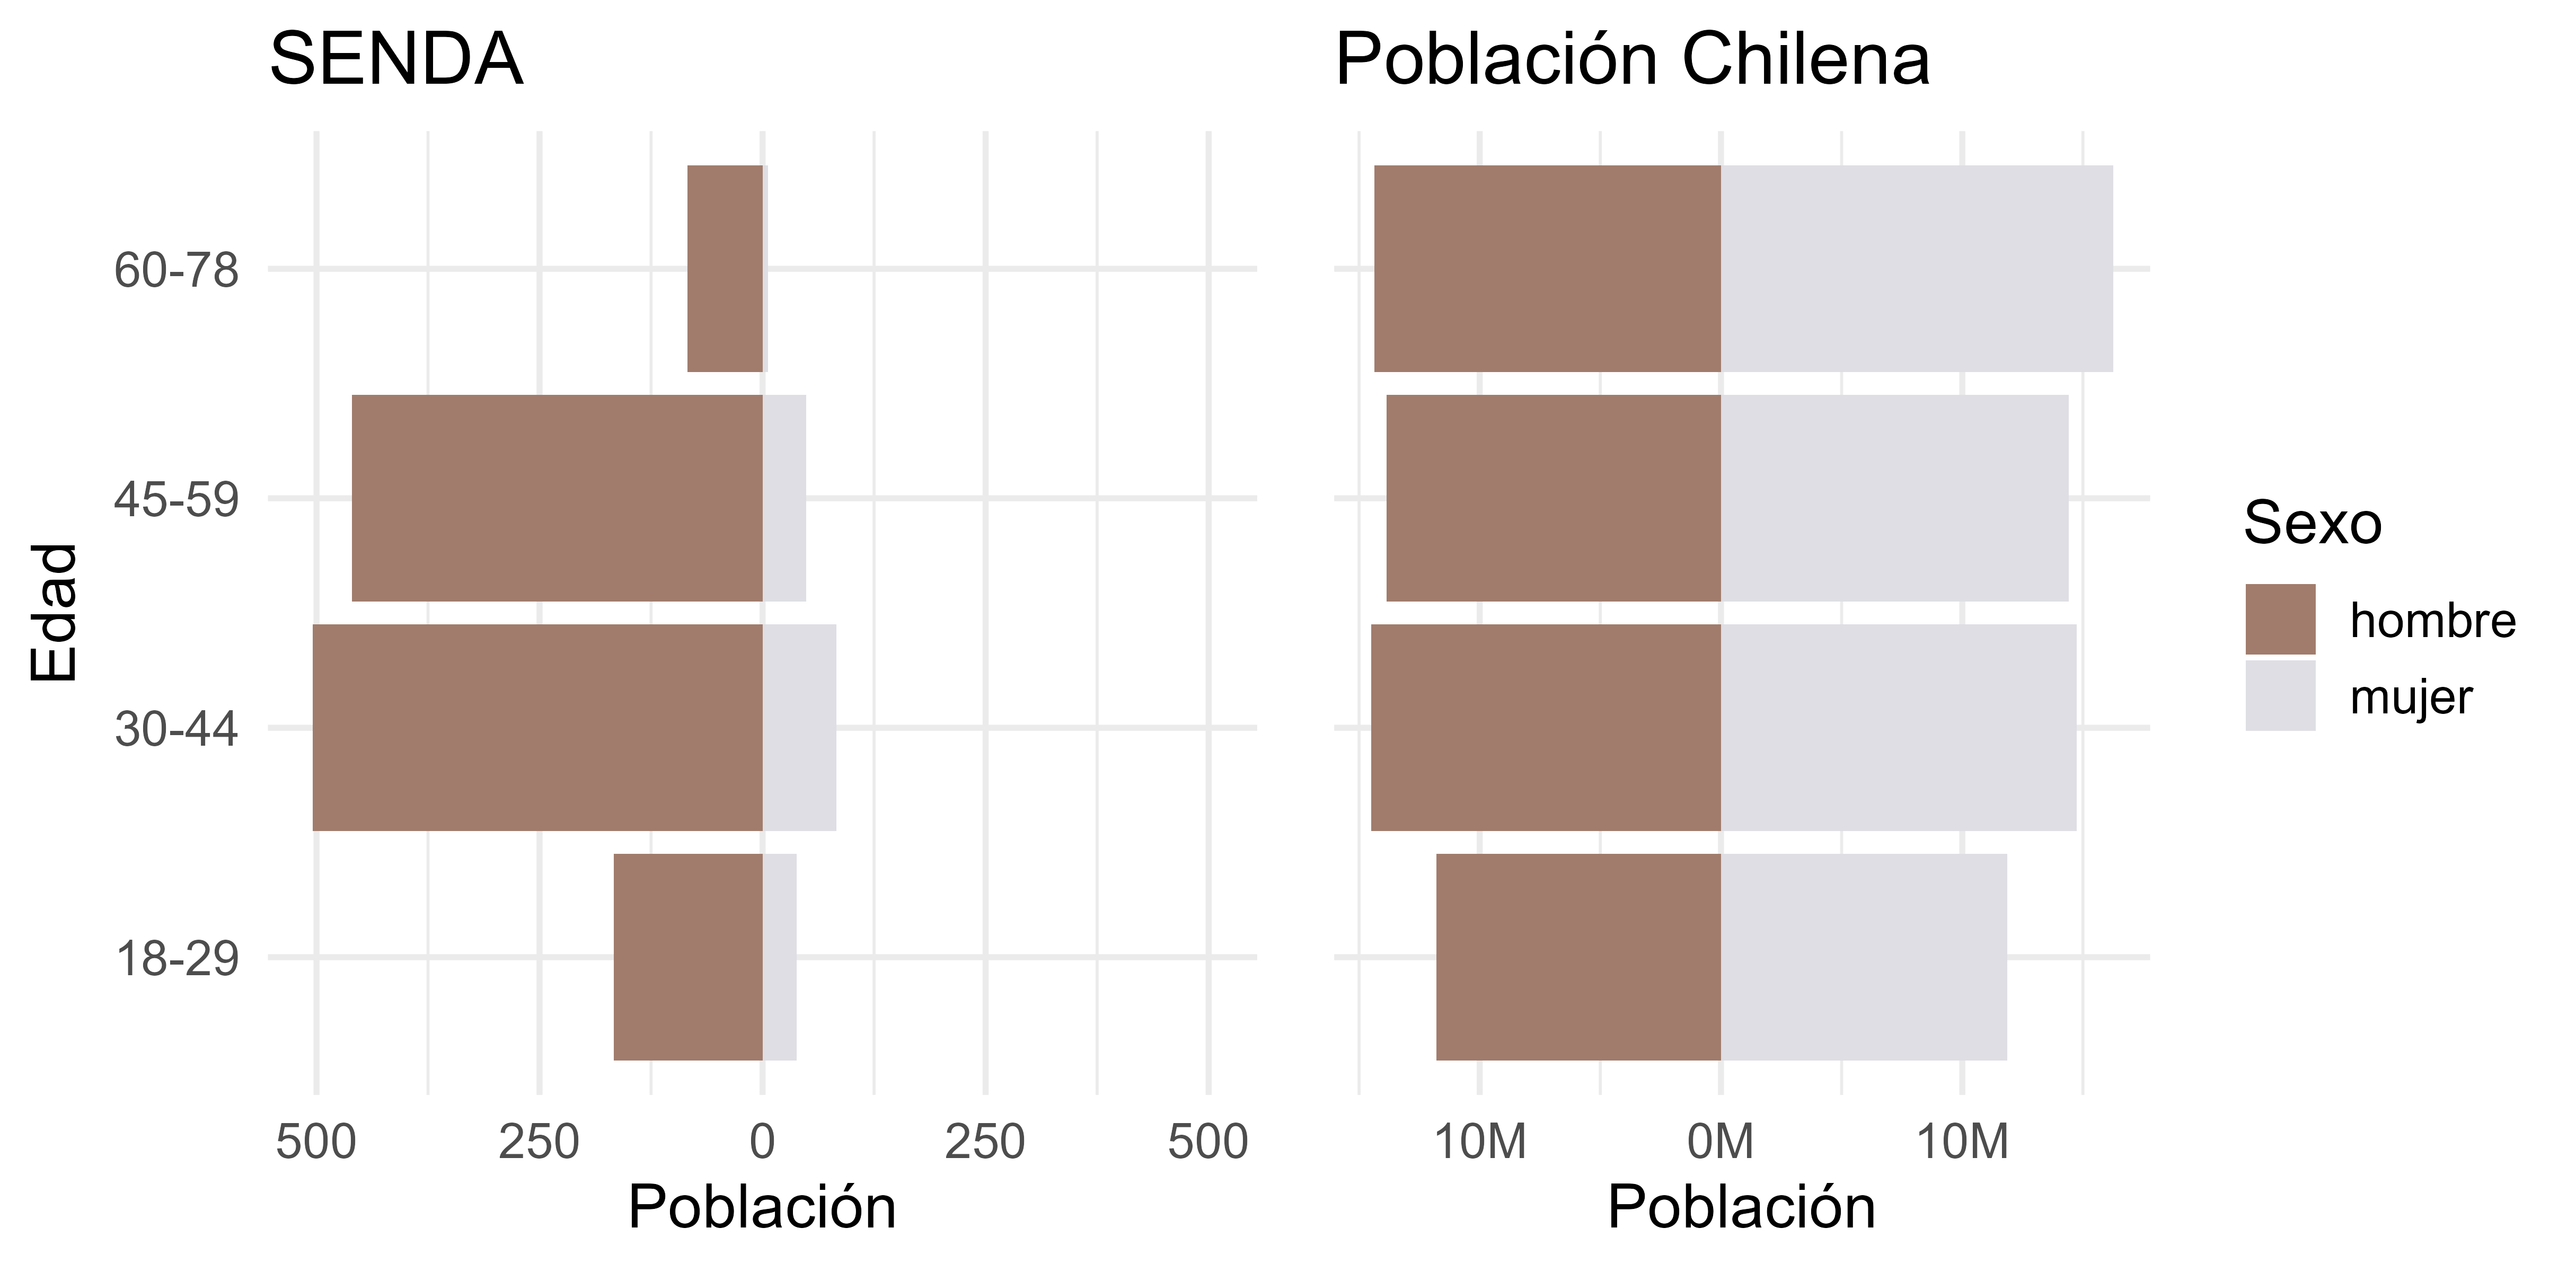 SENDA
Población Chilena
Edad
60-78
45-59
30-44
18-29
500 250 0 250 500
Población
10M 0M 10M
Población
Sexo
hombre
mujer